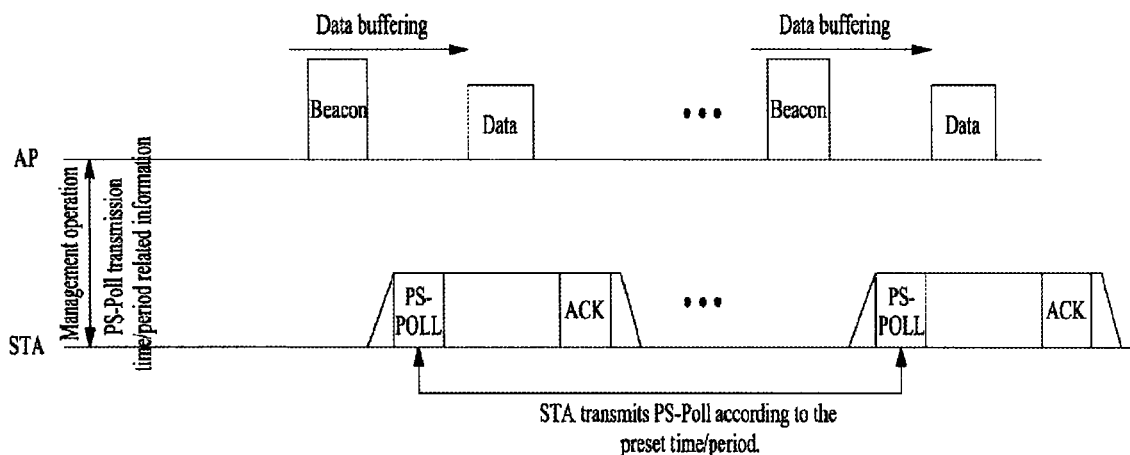 Data buffering
Data buffering
Beacon
Data
•••
Beacon
Data
AP
Management operation
PS-Poll transmission
time/period related information
PS-
POLL
ACK
•••
PS-
POLL
ACK
STA
STA transmits PS-Poll according to the
preset time/period.